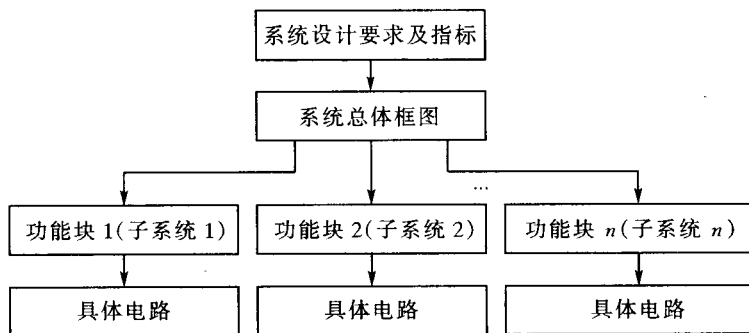 系统设计要求及指标
系统总体框图
...
功能块 1(子系统 1)
功能块 2(子系统 2)
功能块 n(子系统 n)
具体电路
具体电路
具体电路